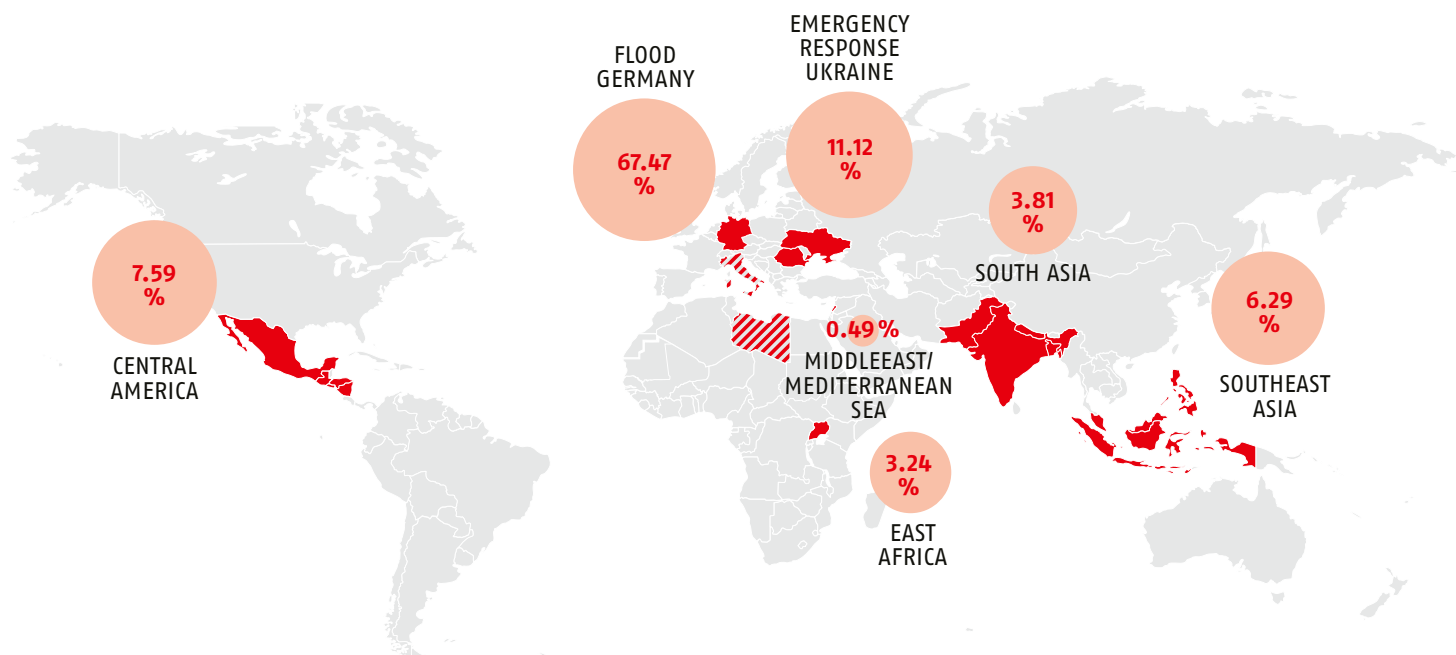 EMERGENCY
RESPONSE
UKRAINE
11.12
%
FLOOD
GERMANY
67.47
%
3.81
%
SOUTH ASIA
7.59
%
CENTRAL
AMERICA
6.29
%
SOUTHEAST
ASIA
0.49 %
MIDDLEEAST/
MEDITERRANEAN
SEA
3.24
%
EAST
AFRICA